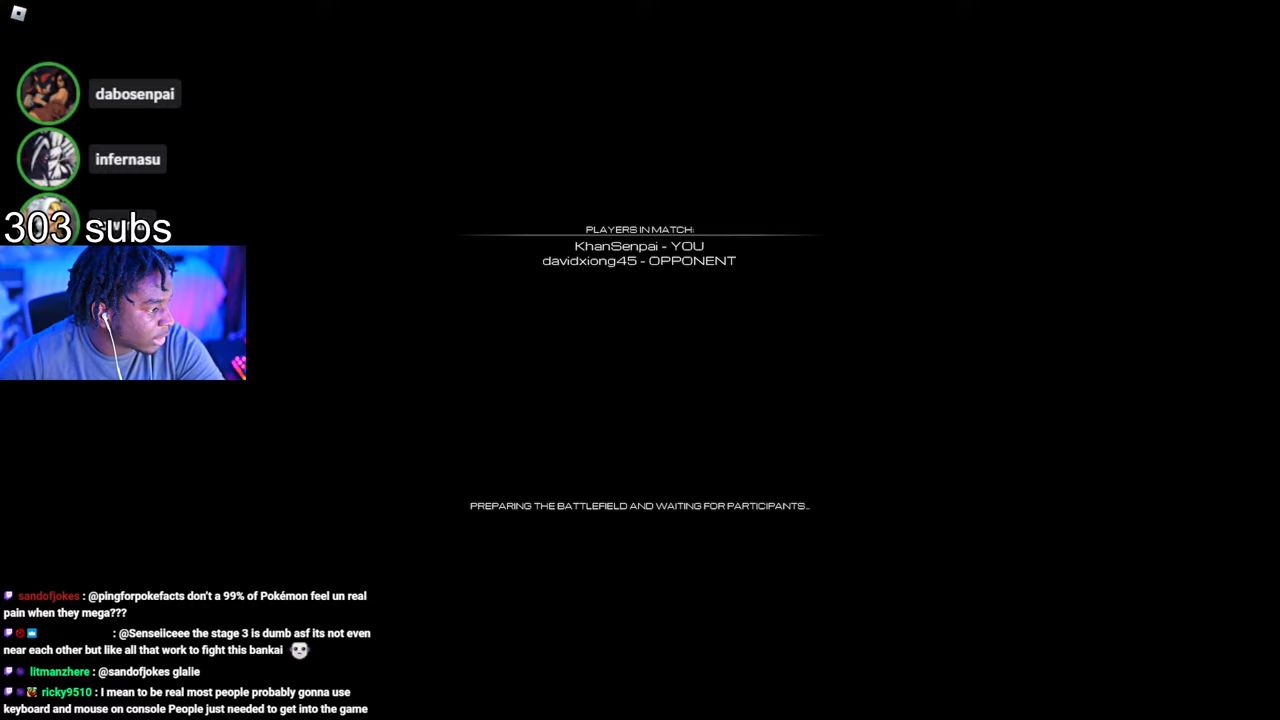 dabosenpai
infernasu
303 subs
PLAYERS IN MATCH:
KhanSenpai - YOU
davidxiong45 - OPPONENT
PREPARING THE BATTLEFIELD AND WAITING FOR PARTICIPANTS...
sandofjokes : @pingforpokefacts don't a 99% of Pokémon feel un real
pain when they mega???
: @Senseiiceee the stage 3 is dumb asf its not even
near each other but like all that work to fight this bankai
litmanzhere : @sandofjokes glalie
ricky9510 : I mean to be real most people probably gonna use
keyboard and mouse on console People just needed to get into the game